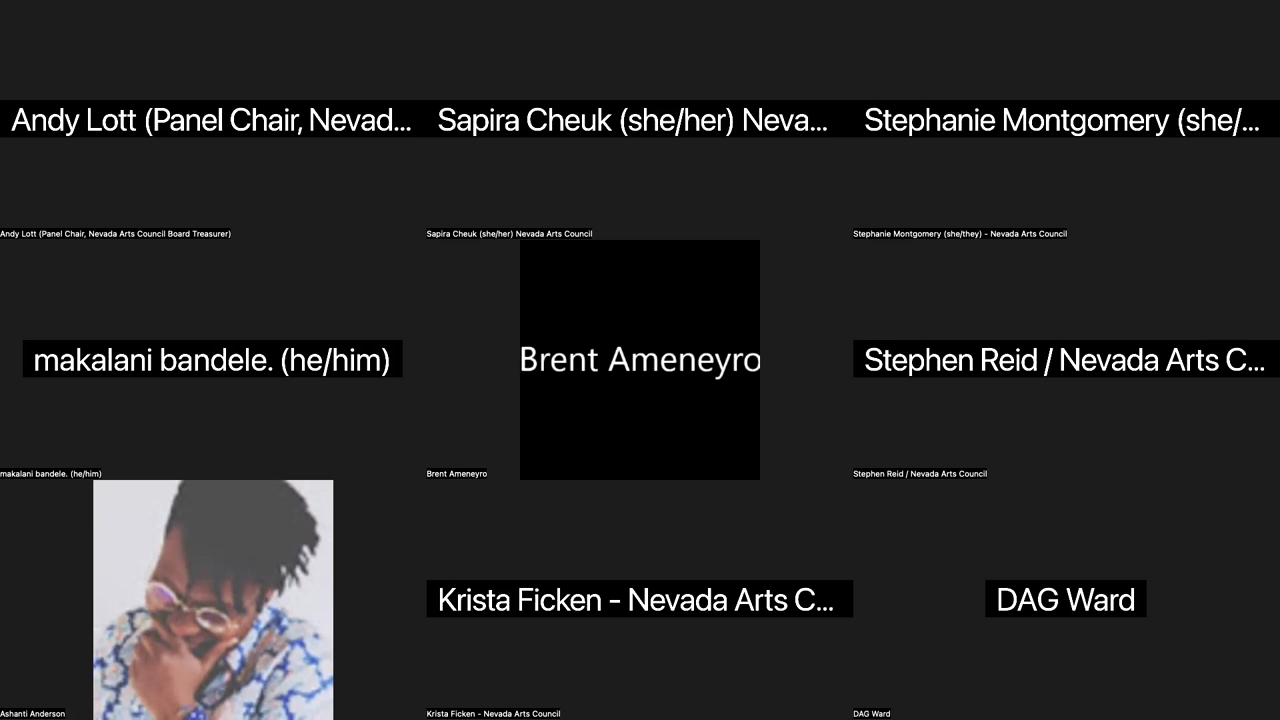 Andy Lott (Panel Chair, Nevad...
Sapira Cheuk (she/her) Neva...
Stephanie Montgomery (she/...
Andy Lott (Panel Chair, Nevada Arts Council Board Treasurer)
Sapira Cheuk (she/her) Nevada Arts Council
Stephanie Montgomery (she/they) - Nevada Arts Council
makalani bandele. (he/him)
Brent Ameneyro
Stephen Reid / Nevada Arts C...
makalani bandele. (he/him)
Brent Ameneyro
Stephen Reid / Nevada Arts Council
Krista Ficken - Nevada Arts C...
DAG Ward
Ashanti Anderson
Krista Ficken - Nevada Arts Council
DAG Ward